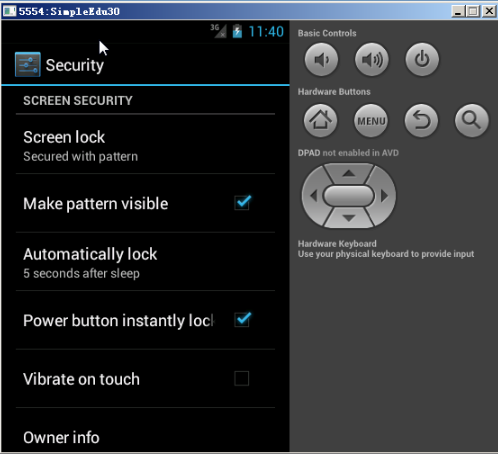 5554:SimpleEdu30
3G 11:40
Security
SCREEN SECURITY
Screen lock
Secured with pattern
Make pattern visible
Automatically lock
5 seconds after sleep
Power button instantly loc
Vibrate on touch
Owner info
Basic Controls
Hardware Buttons
MENU
DPAD not enabled in AVD
Hardware Keyboard
Use your physical keyboard to provide input